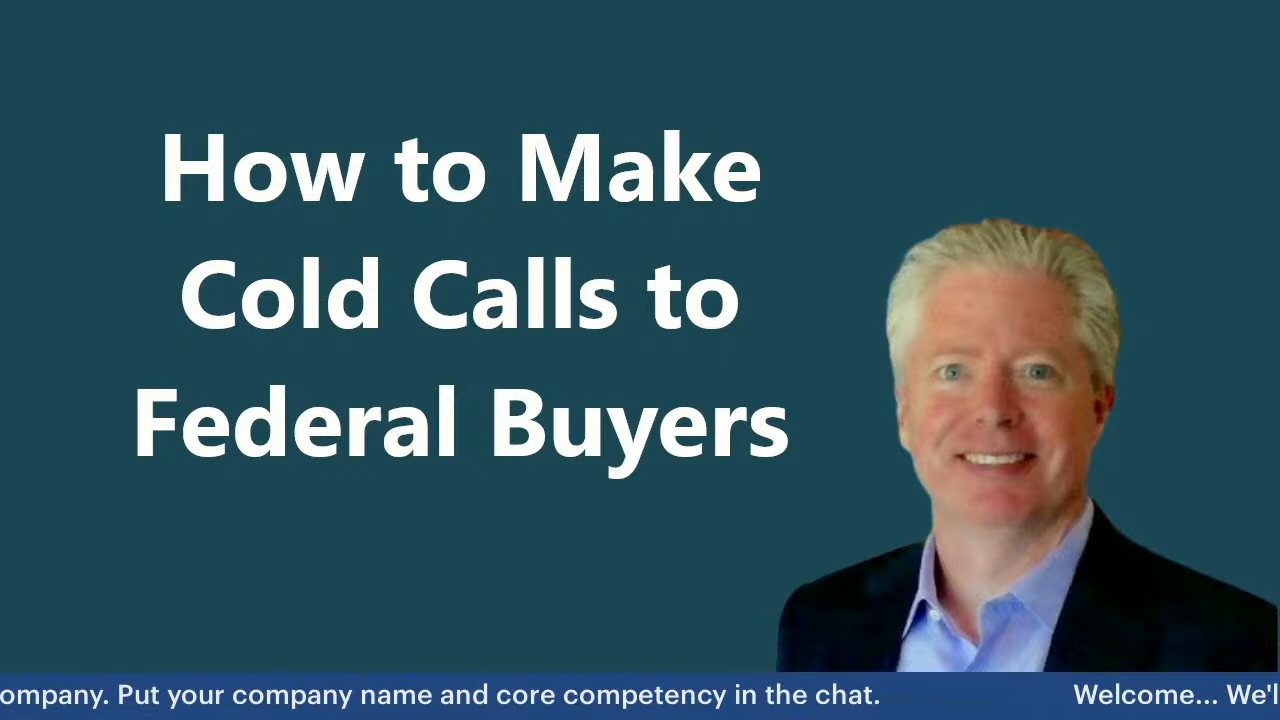 How to Make
Cold Calls to
Federal Buyers
ompany. Put your company name and core competency in the chat. Welcome... We'l